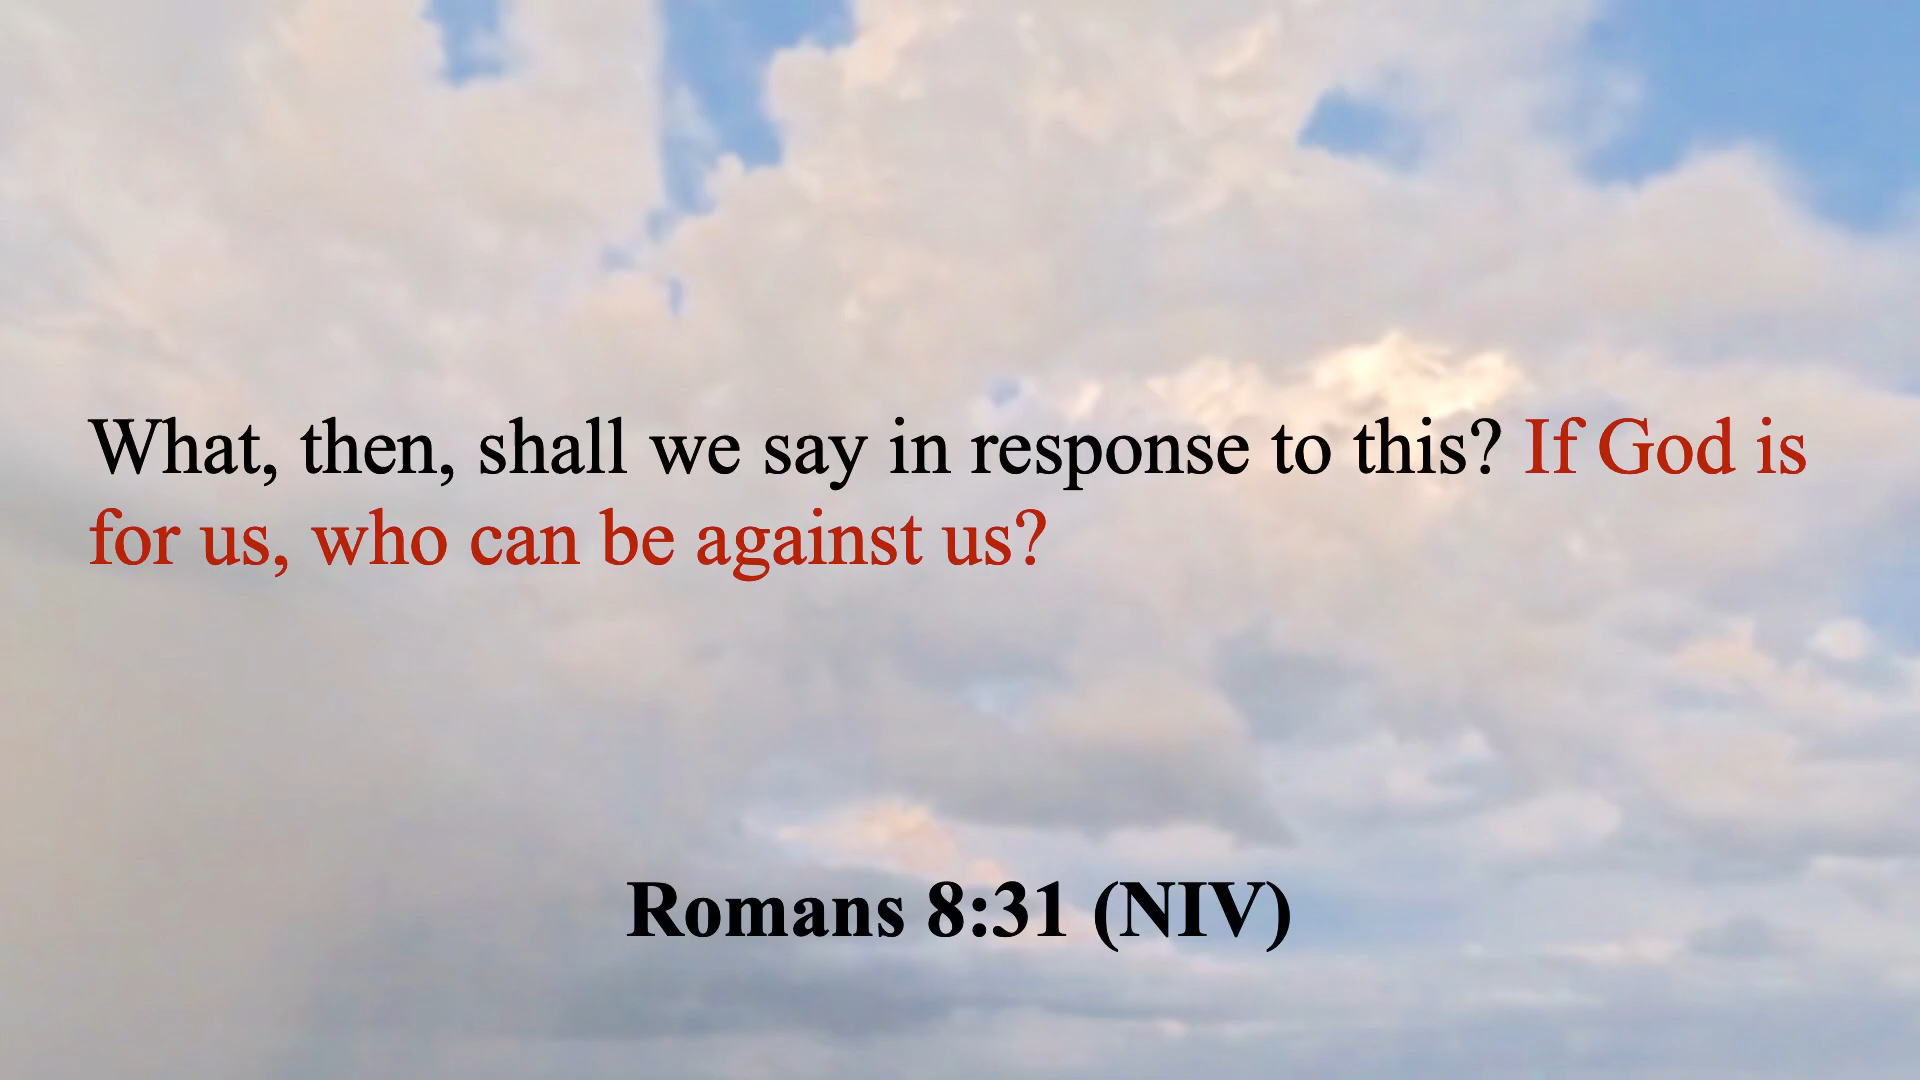 What, then, shall we say in response to this? If God is
for us, who can be against us?
Romans 8:31 (NIV)